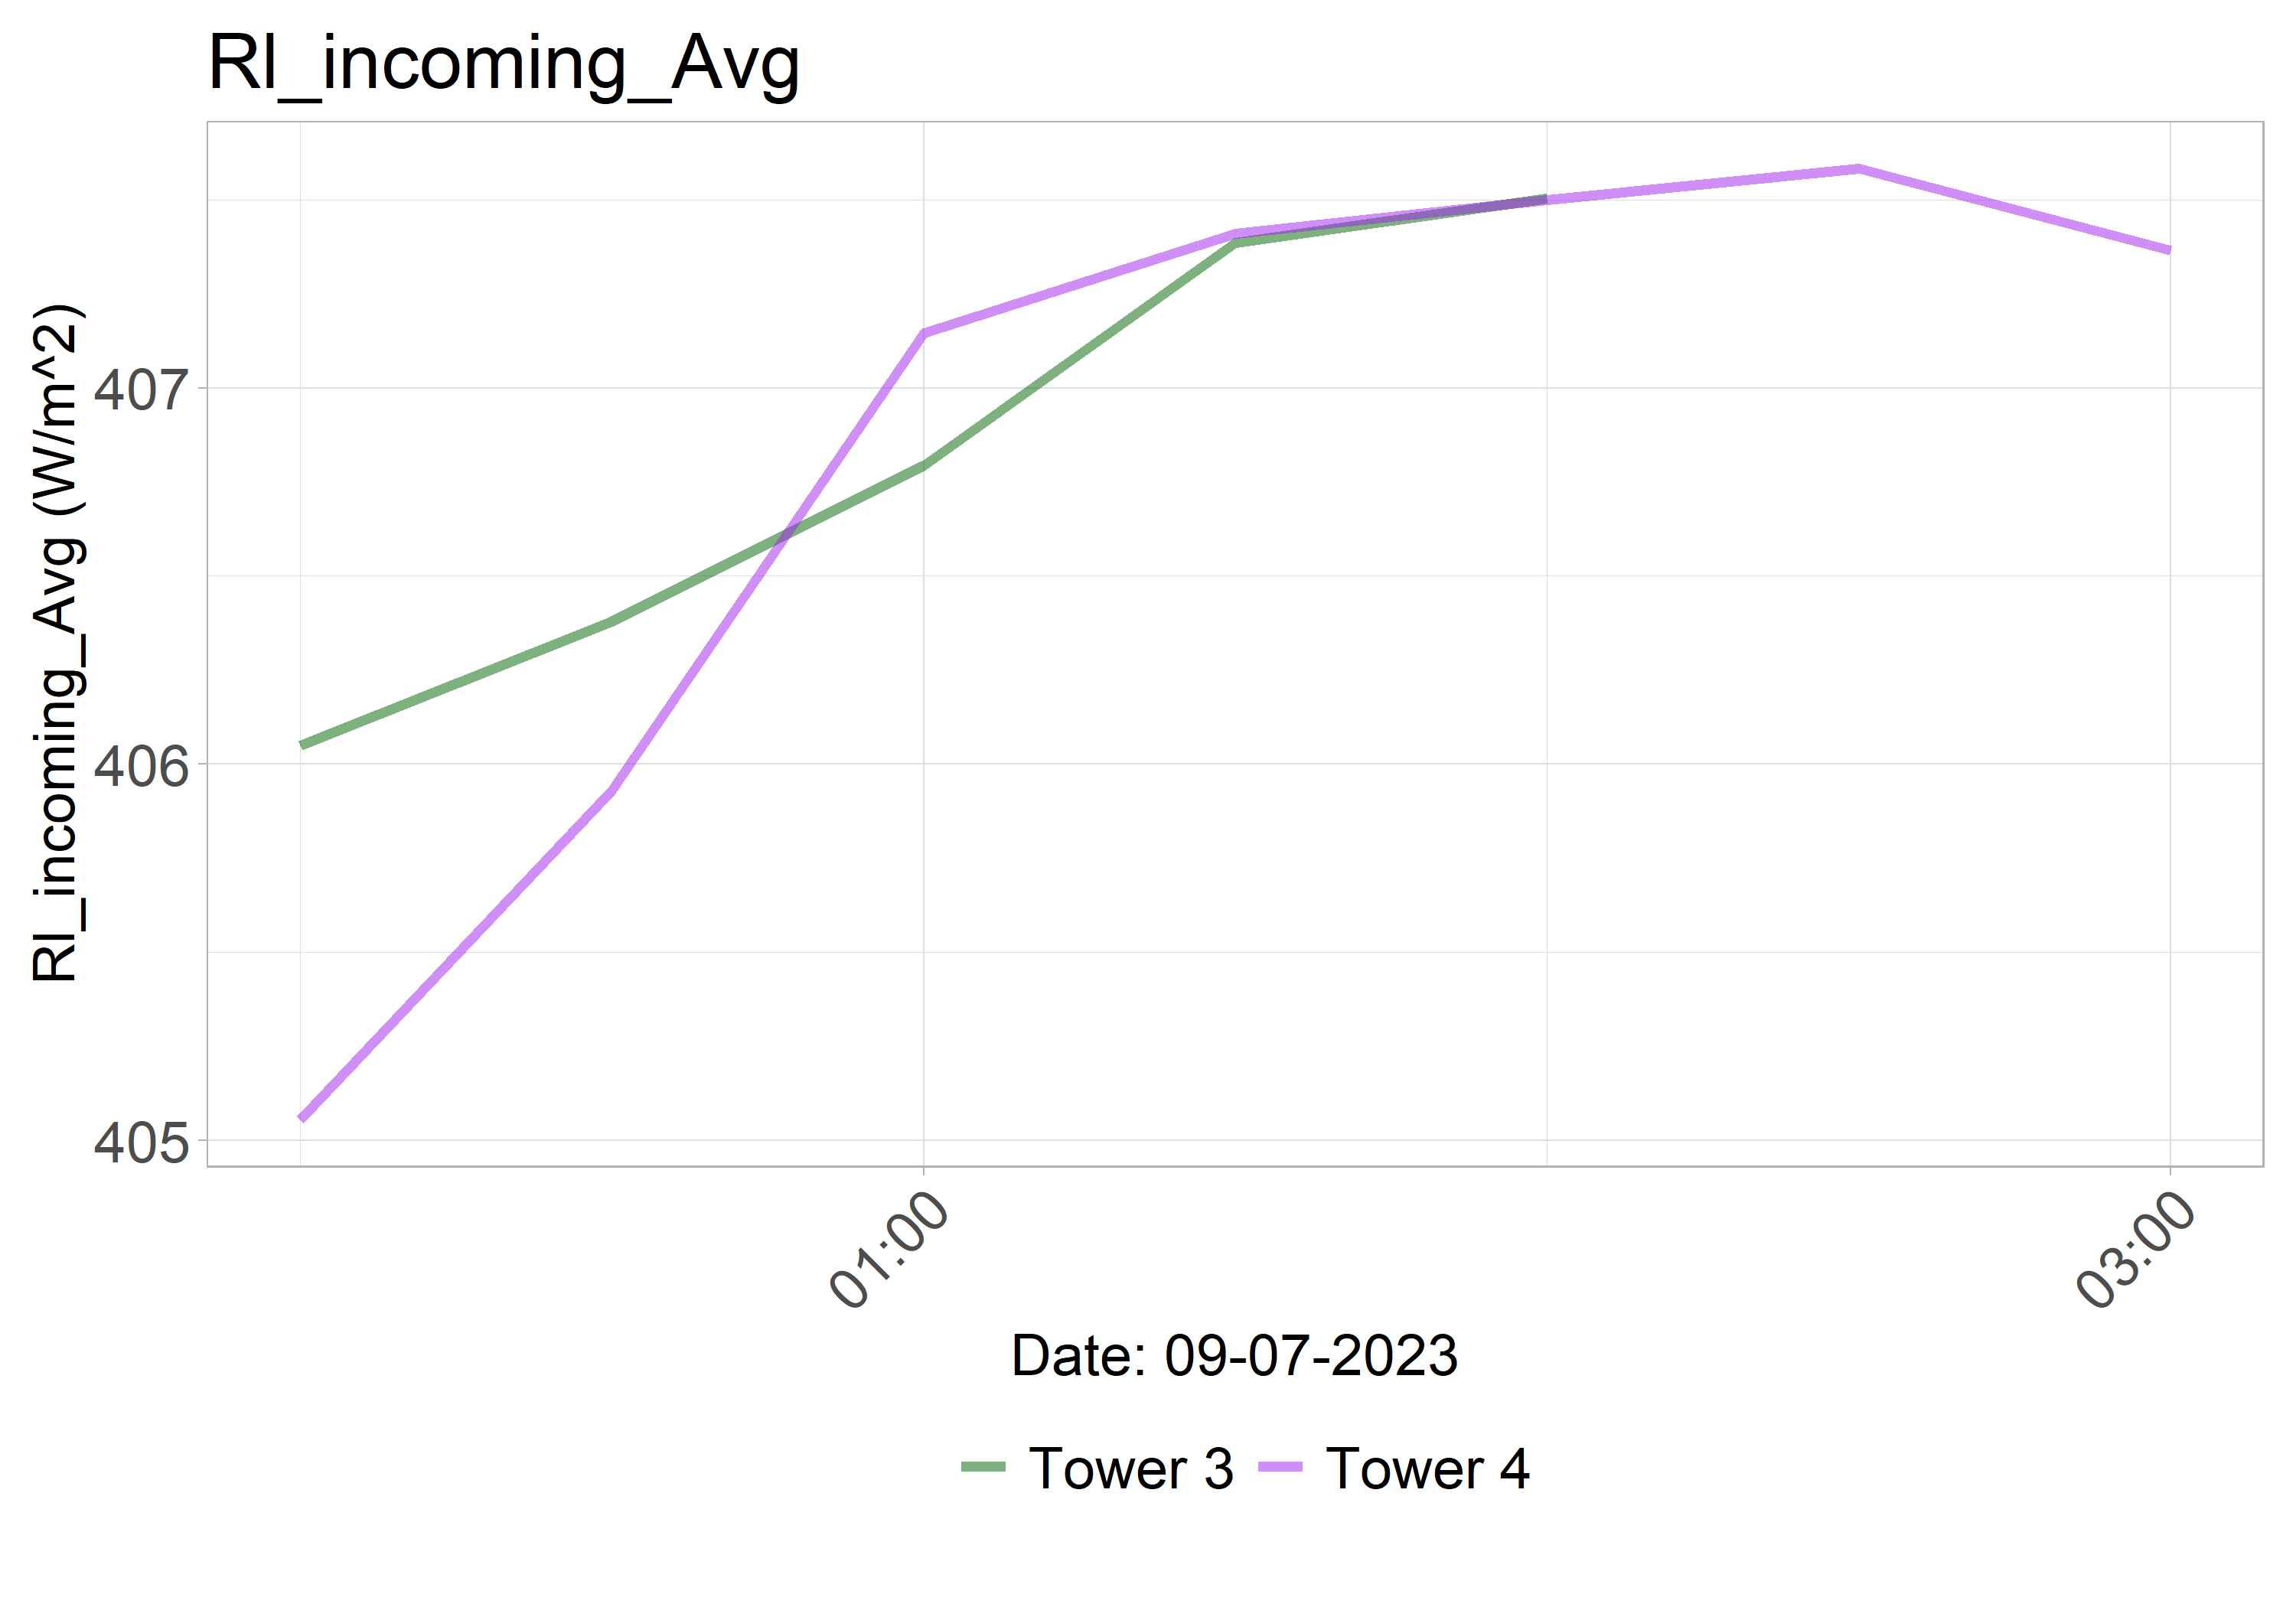 Rl_incoming_Avg
Rl_incoming_Avg (W/m^2)
407
406
405
01:00
03:00
Date: 09-07-2023
Tower 3
Tower 4